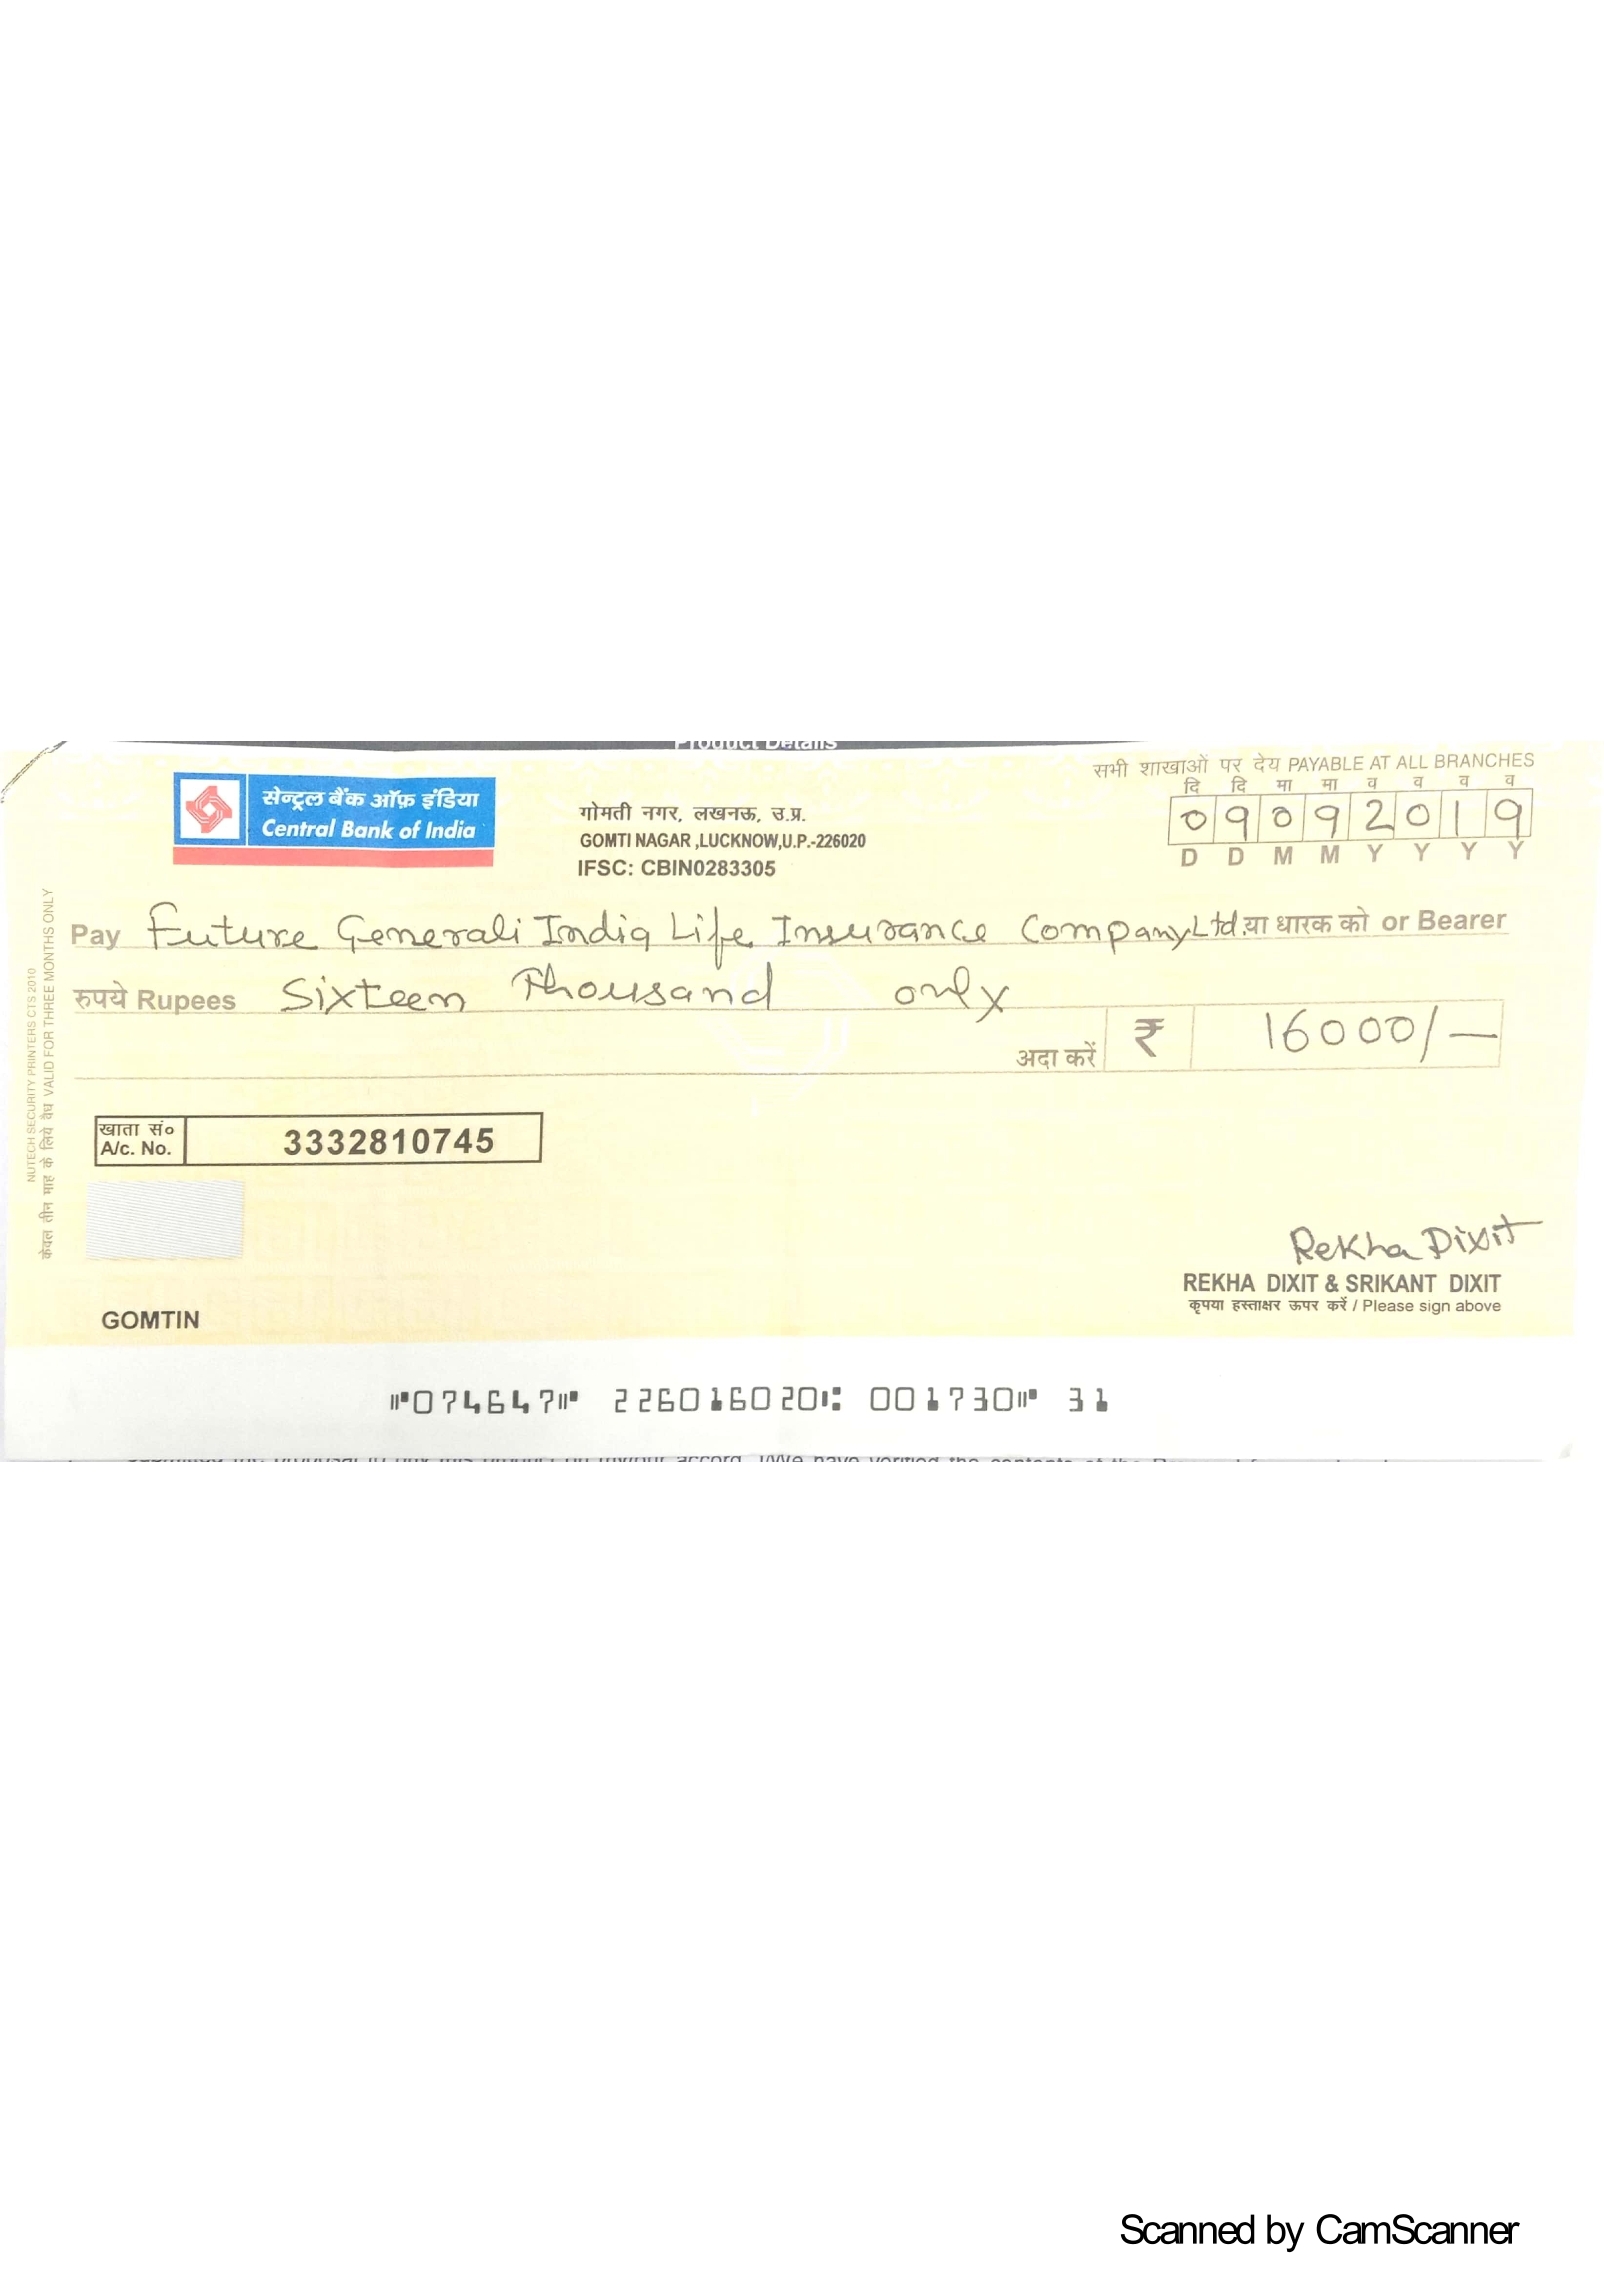 Product Details
सभी शाखाओं पर देय PAYABLE AT ALL BRANCHES
दि दि मा मा व व व व
0 9 0 9 2 0 1 9
D D M M Y Y Y Y
सेन्ट्रल बैंक ऑफ़ इंडिया
Central Bank of India
गोमती नगर, लखनऊ, उ.प्र.
GOMTI NAGAR ,LUCKNOW,U.P.-226020
IFSC: CBIN0283305
Pay Future Generali India Life Insurance Company Ltd. या धारक को or Bearer
रुपये Rupees Sixteen Thousand only
अदा करें ₹ 16000/-
खाता सं०
A/c. No. 3332810745
NUTECH SECURITY PRINTERS CTS 2010
केवल तीन माह के लिये वैध VALID FOR THREE MONTHS ONLY
Rekha Dixit
REKHA DIXIT & SRIKANT DIXIT
कृपया हस्ताक्षर ऊपर करें / Please sign above
GOMTIN
⑈074647⑈ 226016020⑆ 001730⑈ 31
Scanned by CamScanner